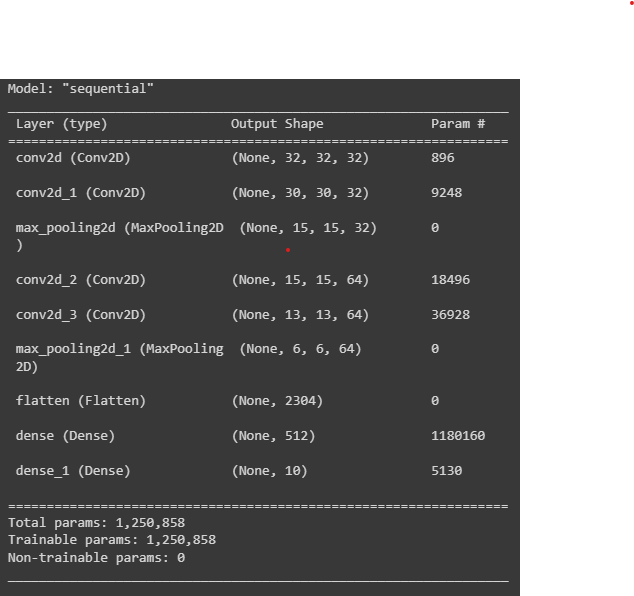 Model: "sequential"
Layer (type) Output Shape Param #
conv2d (Conv2D) (None, 32, 32, 32) 896
conv2d_1 (Conv2D) (None, 30, 30, 32) 9248
max_pooling2d (MaxPooling2D (None, 15, 15, 32) 0
)
conv2d_2 (Conv2D) (None, 15, 15, 64) 18496
conv2d_3 (Conv2D) (None, 13, 13, 64) 36928
max_pooling2d_1 (MaxPooling (None, 6, 6, 64) 0
2D)
flatten (Flatten) (None, 2304) 0
dense (Dense) (None, 512) 1180160
dense_1 (Dense) (None, 10) 5130
Total params: 1,250,858
Trainable params: 1,250,858
Non-trainable params: 0